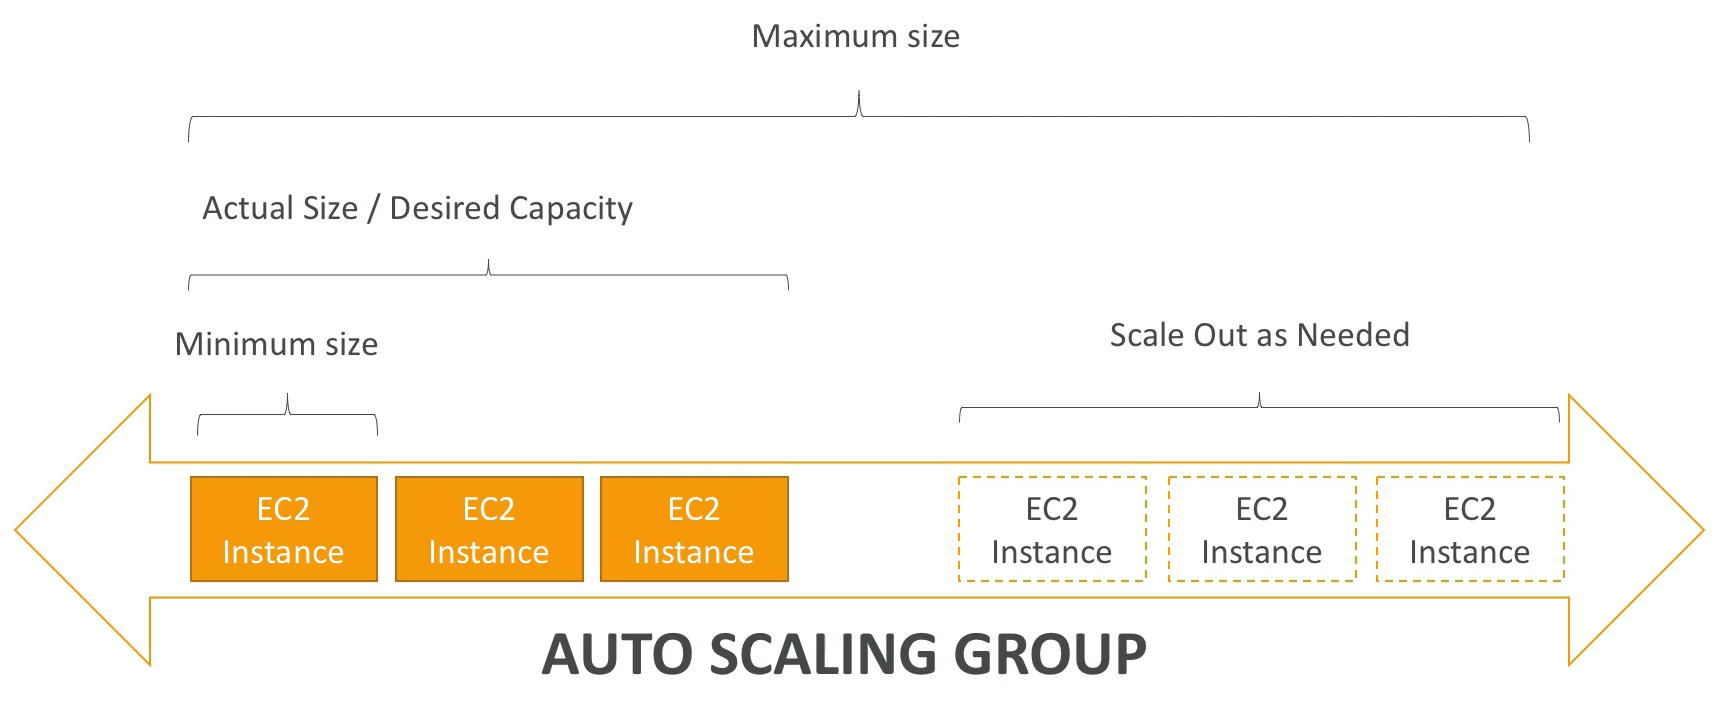 Maximum size
Actual Size / Desired Capacity
Minimum size
Scale Out as Needed
EC2
Instance
EC2
Instance
EC2
Instance
EC2
Instance
EC2
Instance
EC2
Instance
AUTO SCALING GROUP